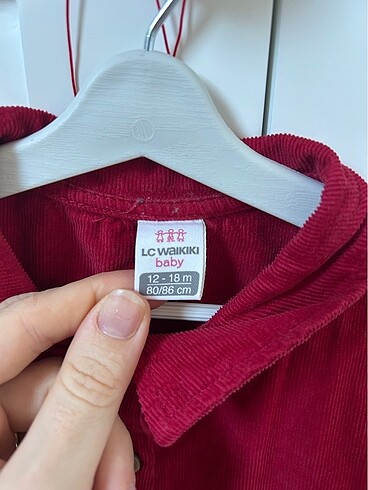 LC WAIKIKI
baby
12 - 18 m
80/86 cm